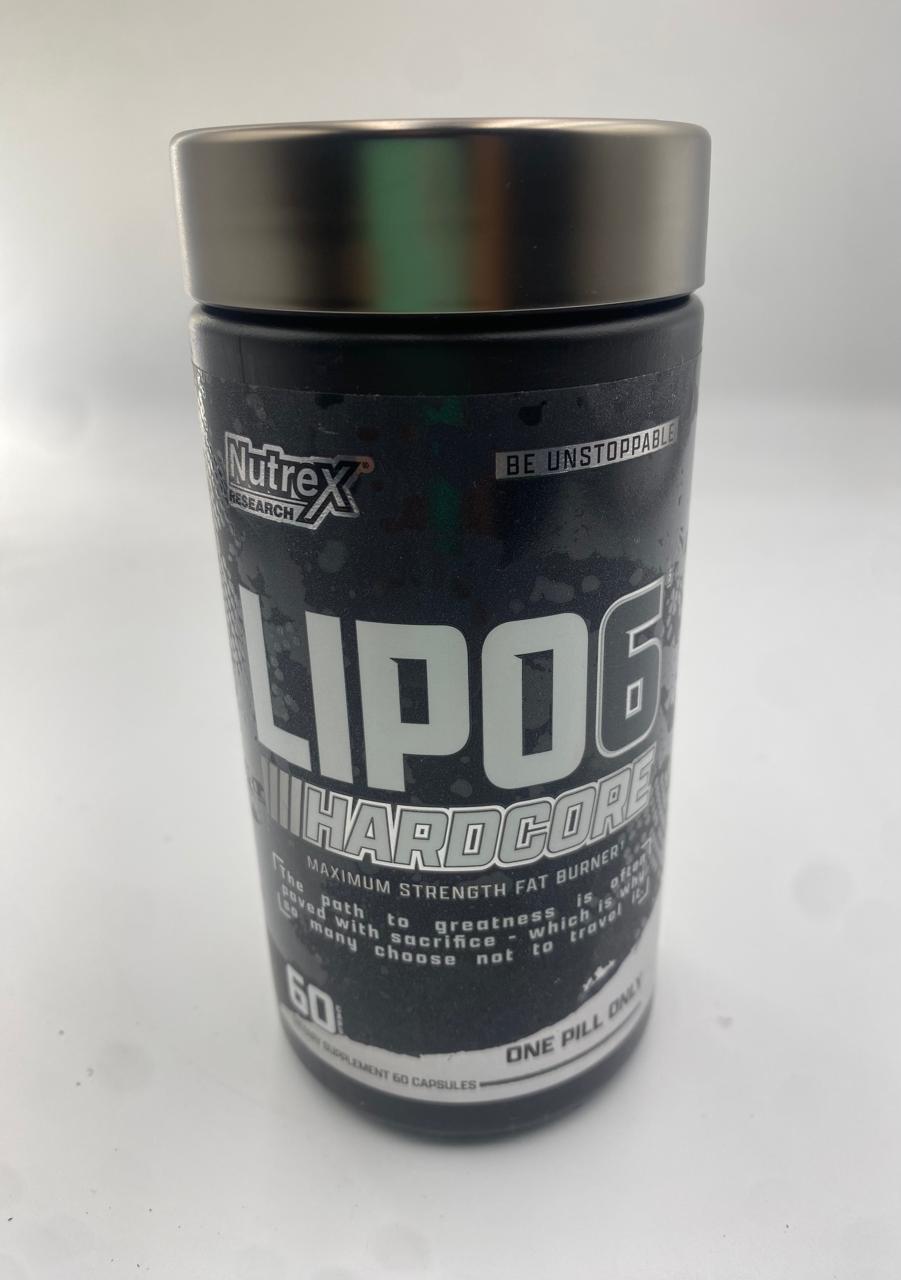 Nutrex
RESEARCH
BE UNSTOPPABLE
LIPO6
HARDCORE
MAXIMUM STRENGTH FAT BURNER†
The path to greatness is often
paved with sacrifice - which is why
so many choose not to travel it
60
ONE PILL ONLY
SUPPLEMENT 60 CAPSULES